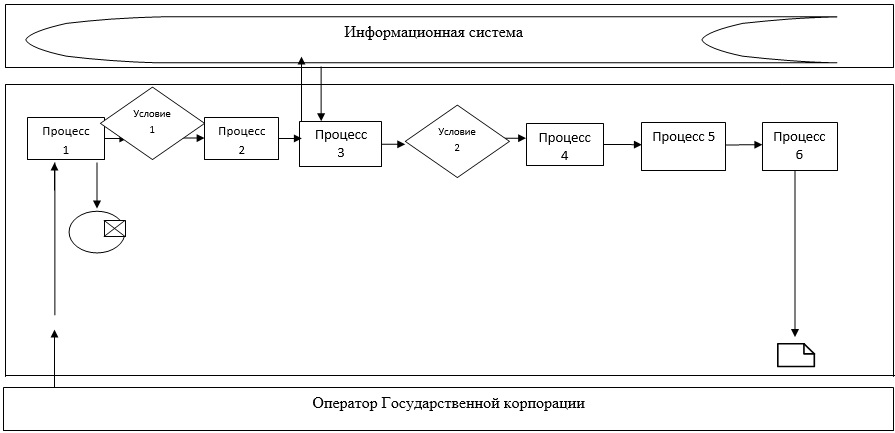 Информационная система
Процесс
1
Условие
1
Процесс
2
Процесс
3
Условие
2
Процесс
4
Процесс 5
Процесс
6
Оператор Государственной корпорации